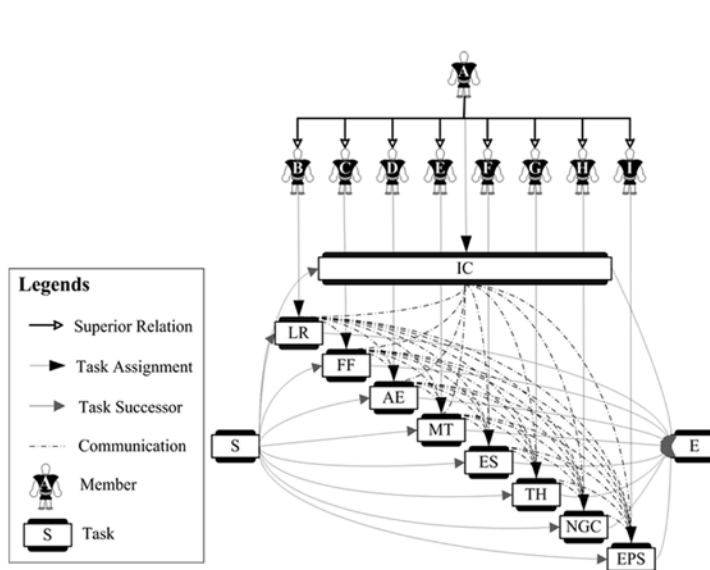 A
B C D E F G H I
IC
Legends
Superior Relation
Task Assignment
Task Successor
Communication
A Member
S Task
LR
FF
AE
MT
S
E
ES
TH
NGC
EPS